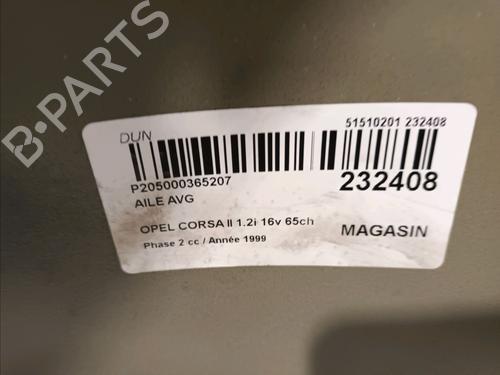 B-PARTS
DUN
51510201 232408
P205000365207
232408
AILE AVG
OPEL CORSA II 1.2i 16v 65ch
MAGASIN
Phase 2 cc / Année 1999